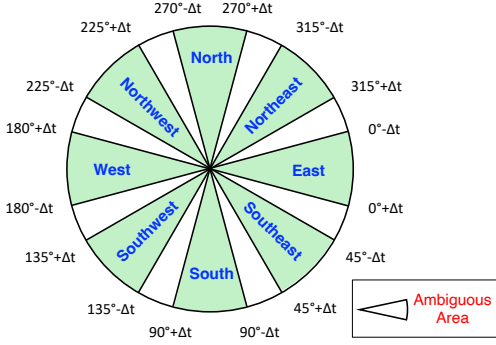 270°-Δt 270°+Δt
225°+Δt 315°-Δt
North
Northwest Northeast
225°-Δt 315°+Δt
180°+Δt 0°-Δt
West East
180°-Δt 0°+Δt
Southwest Southeast
135°+Δt 45°-Δt
South
135°-Δt 45°+Δt
90°+Δt 90°-Δt
Ambiguous
Area